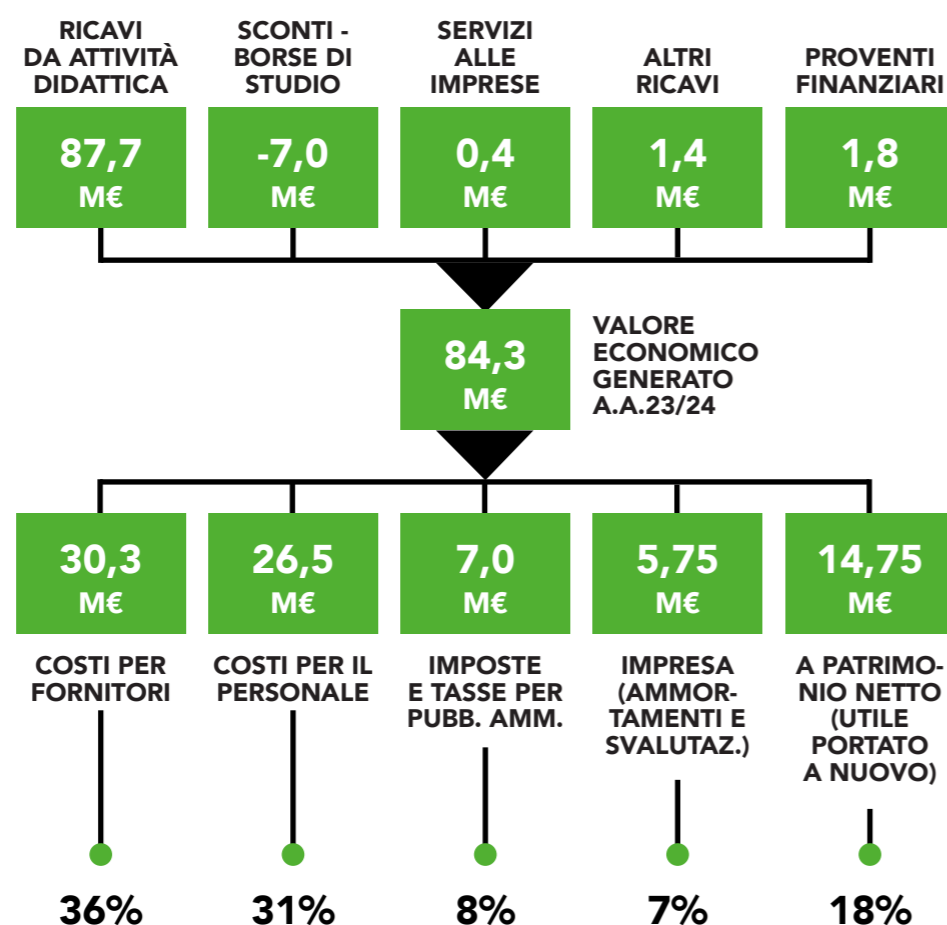 RICAVI
DA ATTIVITÀ
DIDATTICA
SCONTI -
BORSE DI
STUDIO
SERVIZI
ALLE
IMPRESE
ALTRI
RICAVI
PROVENTI
FINANZIARI
87,7
M€
-7,0
M€
0,4
M€
1,4
M€
1,8
M€
84,3
M€
VALORE
ECONOMICO
GENERATO
A.A.23/24
30,3
M€
26,5
M€
7,0
M€
5,75
M€
14,75
M€
COSTI PER
FORNITORI
COSTI PER IL
PERSONALE
IMPOSTE
E TASSE PER
PUBB. AMM.
IMPRESA
(AMMOR-
TAMENTI E
SVALUTAZ.)
A PATRIMO-
NIO NETTO
(UTILE
PORTATO
A NUOVO)
36%
31%
8%
7%
18%